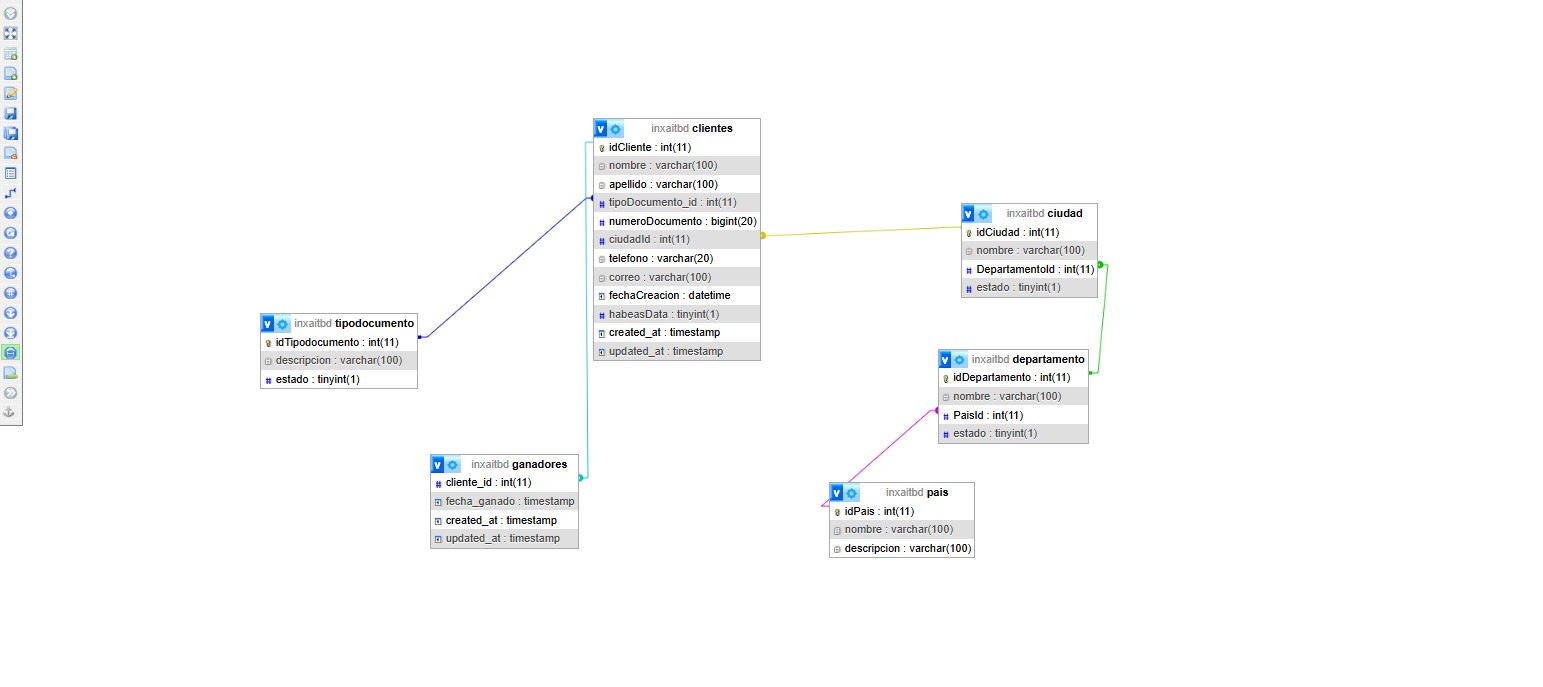 inxaitbd clientes
idCliente : int(11)
nombre : varchar(100)
apellido : varchar(100)
tipoDocumento_id : int(11)
numeroDocumento : bigint(20)
ciudadId : int(11)
telefono : varchar(20)
correo : varchar(100)
fechaCreacion : datetime
habeasData : tinyint(1)
created_at : timestamp
updated_at : timestamp
inxaitbd ciudad
idCiudad : int(11)
nombre : varchar(100)
DepartamentoId : int(11)
estado : tinyint(1)
inxaitbd tipodocumento
idTipodocumento : int(11)
descripcion : varchar(100)
estado : tinyint(1)
inxaitbd departamento
idDepartamento : int(11)
nombre : varchar(100)
PaisId : int(11)
estado : tinyint(1)
inxaitbd ganadores
cliente_id : int(11)
fecha_ganado : timestamp
created_at : timestamp
updated_at : timestamp
inxaitbd pais
idPais : int(11)
nombre : varchar(100)
descripcion : varchar(100)